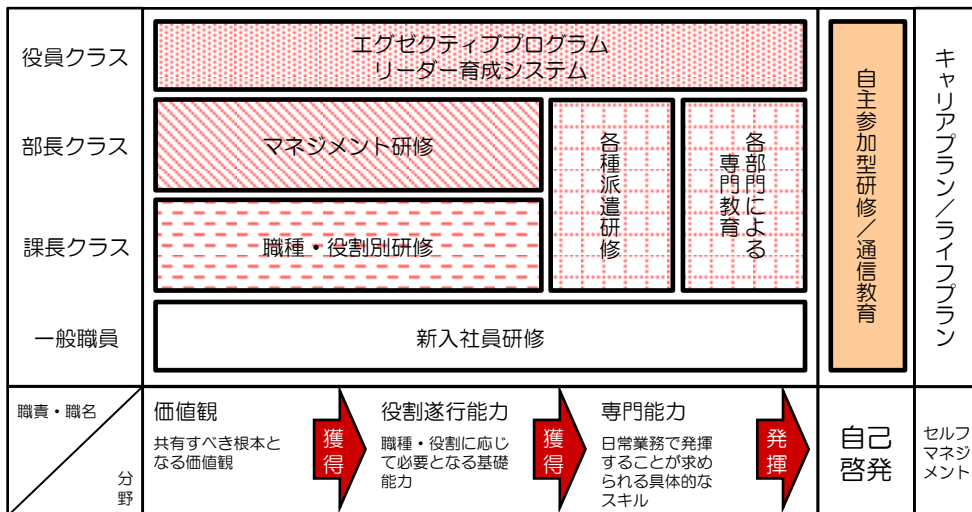 役員クラス
エグゼクティブプログラム
リーダー育成システム
部長クラス
マネジメント研修
課長クラス
職種・役割別研修
各種派遣研修
各部門による
専門教育
一般職員
新入社員研修
自主参加型研修／通信教育
キャリアプラン／ライフプラン
職責・職名
分野
価値観
共有すべき根本と
なる価値観
獲得
役割遂行能力
職種・役割に応じ
て必要となる基礎
能力
獲得
専門能力
日常業務で発揮
することが求め
られる具体的な
スキル
発揮
自己
啓発
セルフ
マネジ
メント